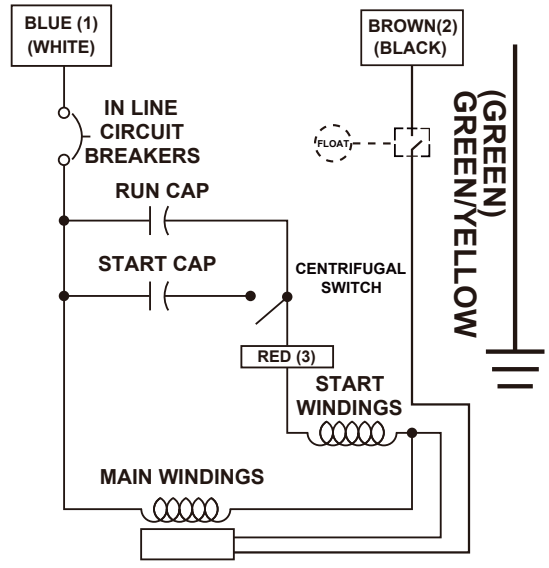 BLUE (1)
(WHITE)
BROWN(2)
(BLACK)
IN LINE
CIRCUIT
BREAKERS
FLOAT
(GREEN)
GREEN/YELLOW
RUN CAP
START CAP
CENTRIFUGAL
SWITCH
RED (3)
START
WINDINGS
MAIN WINDINGS